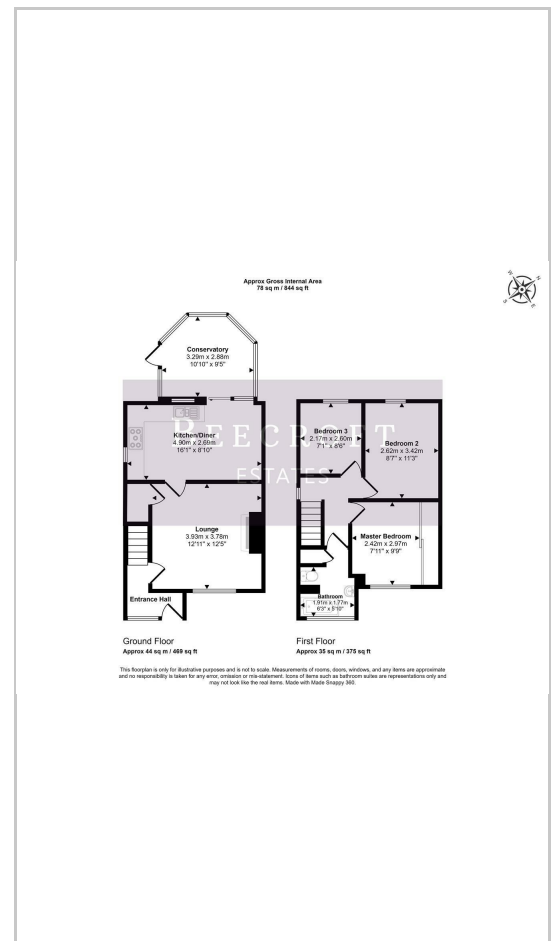 Approx Gross Internal Area
78 sq m / 844 sq ft
N
W
S
E
Conservatory
3.29m x 2.88m
10'10" x 9'5"
Kitchen/Diner
4.90m x 2.69m
16'1" x 8'10"
Lounge
3.93m x 3.78m
12'11" x 12'5"
Entrance Hall
Bedroom 3
2.17m x 2.60m
7'1" x 8'6"
Bedroom 2
2.62m x 3.42m
8'7" x 11'3"
Master Bedroom
2.42m x 2.97m
7'11" x 9'9"
Bathroom
1.91m x 1.77m
6'3" x 5'10"
BEECROFT
ESTATES
Ground Floor
Approx 44 sq m / 469 sq ft
First Floor
Approx 35 sq m / 375 sq ft
This floorplan is only for illustrative purposes and is not to scale. Measurements of rooms, doors, windows, and any items are approximate
and no responsibility is taken for any error, omission or mis-statement. Icons of items such as bathroom suites are representations only and
may not look like the real items. Made with Made Snappy 360.